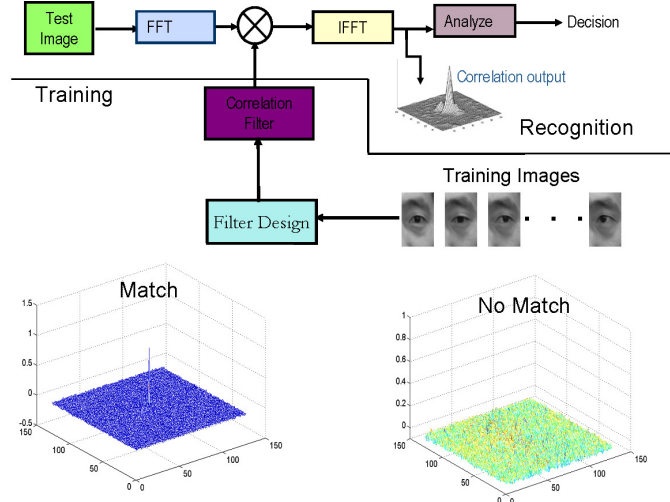 Test
Image
FFT
IFFT
Analyze
Decision
Correlation output
Training
Correlation
Filter
Recognition
Training Images
Filter Design
Match
1.5
1
0.5
0
-0.5
150
100
50
0
0
50
100
150
No Match
1
0.8
0.6
0.4
0.2
0
150
100
50
0
0
50
100
150